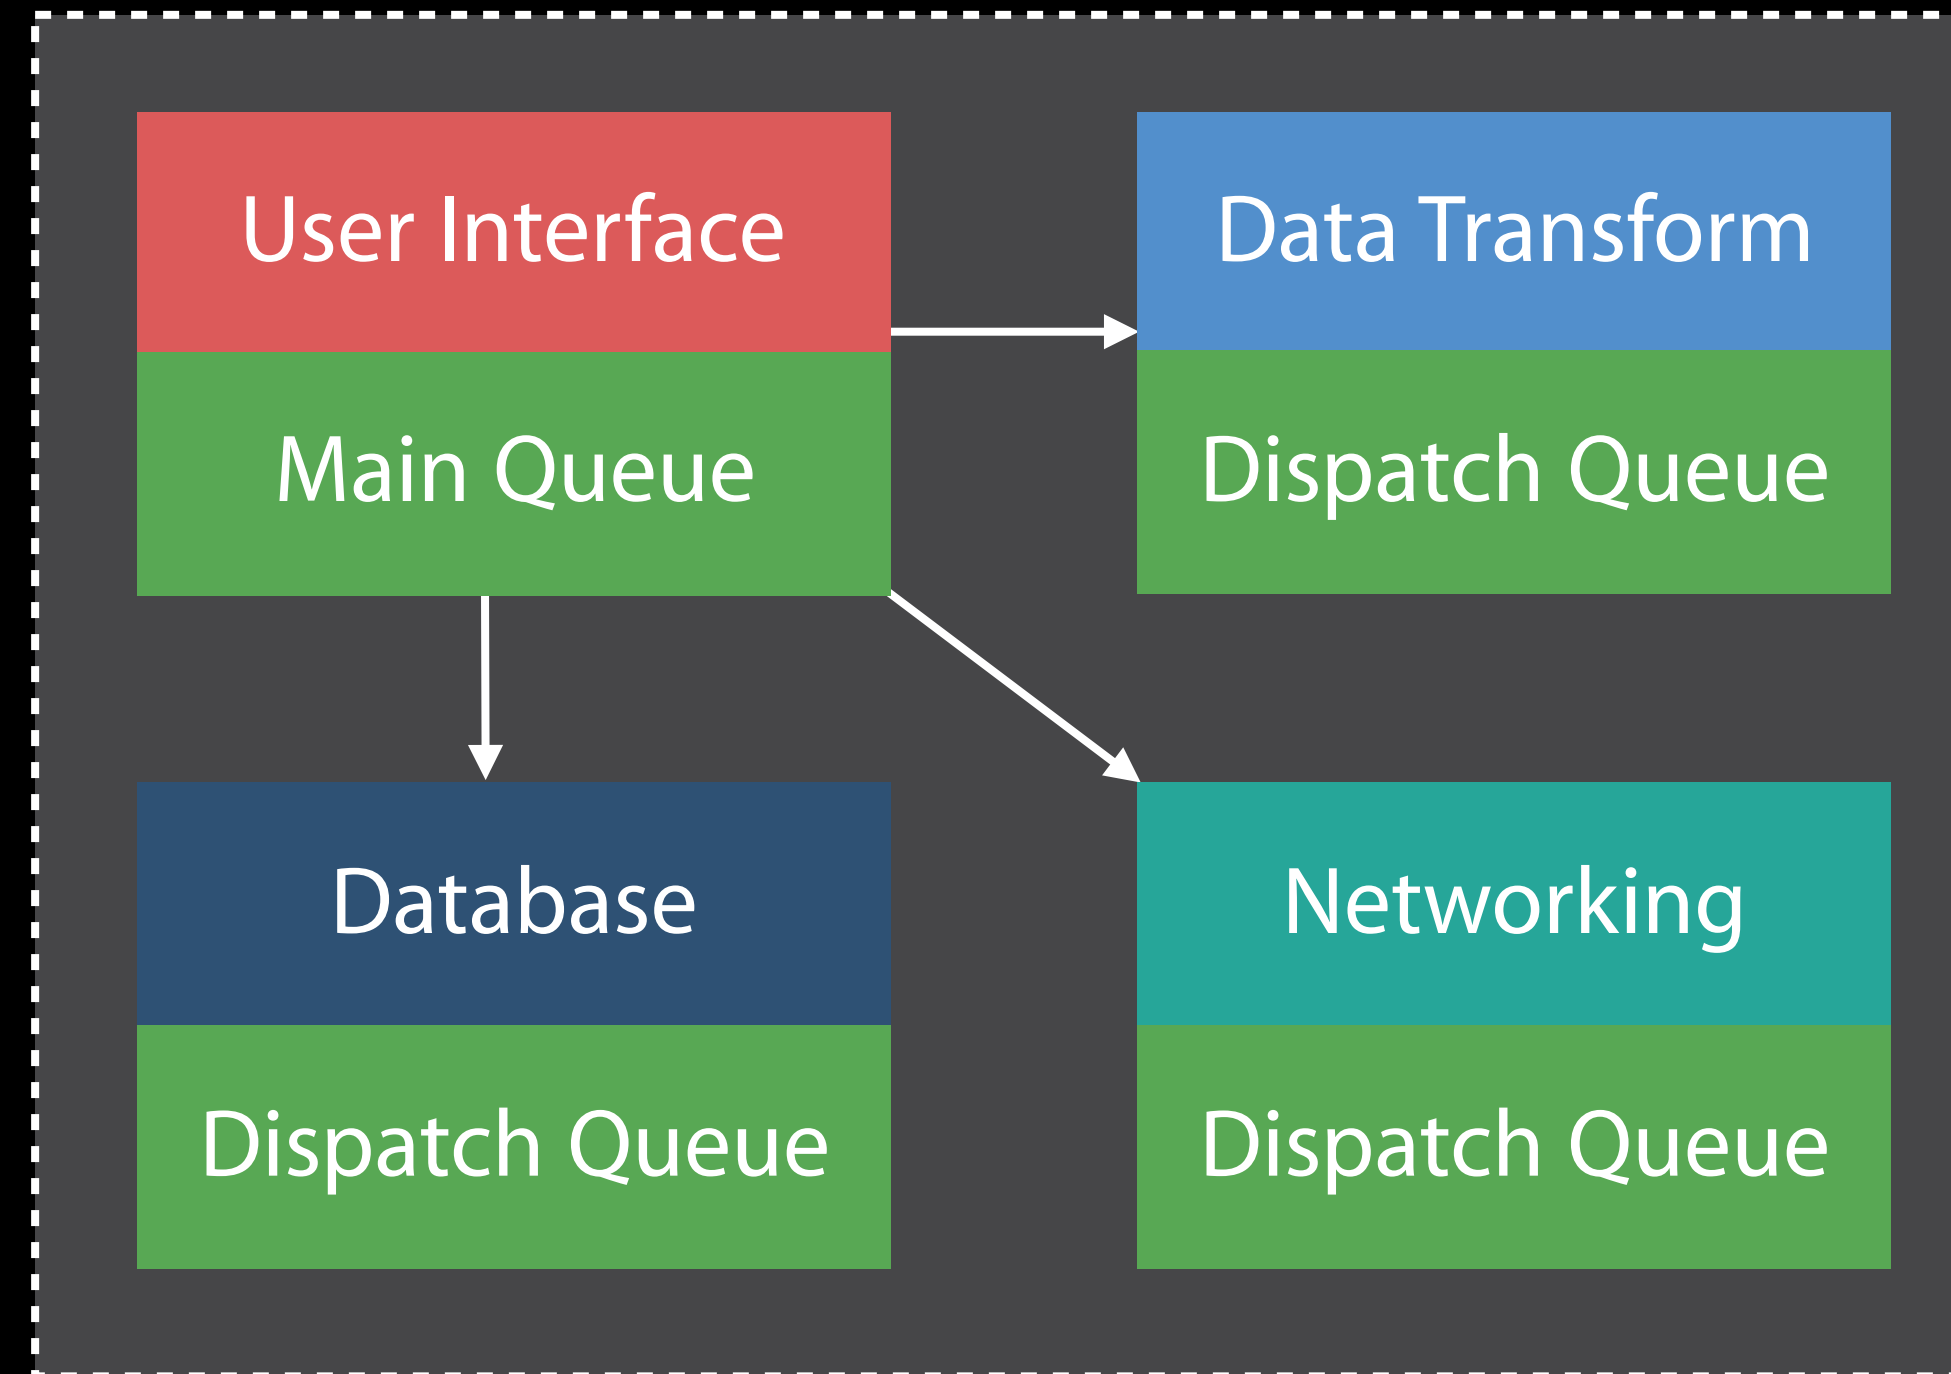 User Interface
Main Queue
Data Transform
Dispatch Queue
Database
Dispatch Queue
Networking
Dispatch Queue